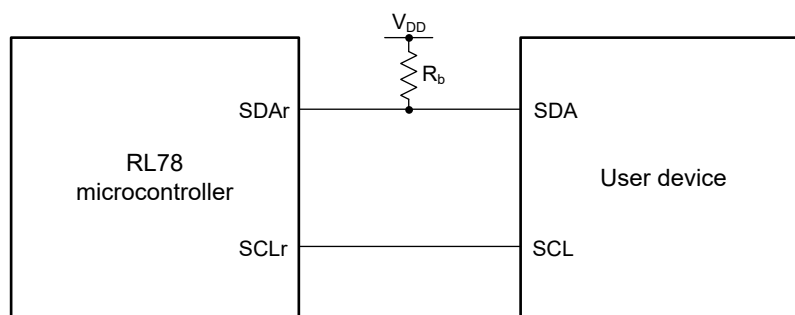 VDD
Rb
SDAr
SDA
RL78
microcontroller
User device
SCLr
SCL